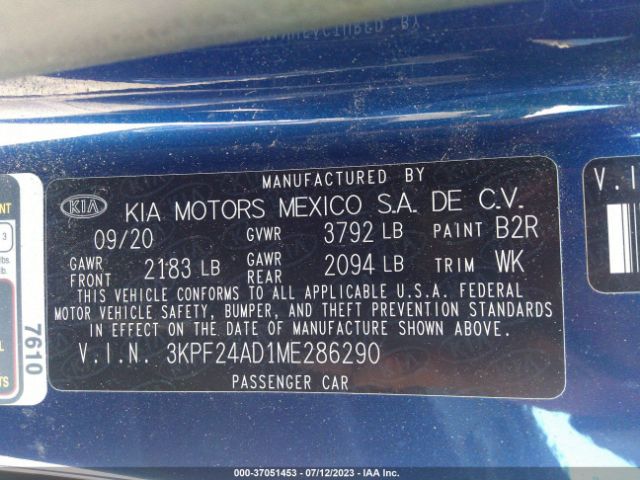 MANUFACTURED BY
KIA KIA MOTORS MEXICO S.A. DE C.V.
09/20 GVWR 3792 LB PAINT B2R
GAWR FRONT 2183 LB GAWR REAR 2094 LB TRIM WK
THIS VEHICLE CONFORMS TO ALL APPLICABLE U.S.A. FEDERAL
MOTOR VEHICLE SAFETY, BUMPER, AND THEFT PREVENTION STANDARDS
IN EFFECT ON THE DATE OF MANUFACTURE SHOWN ABOVE.
V.I.N. 3KPF24AD1ME286290
PASSENGER CAR
7610
3
V.I
000-37051453 - 07/12/2023 - IAA Inc.